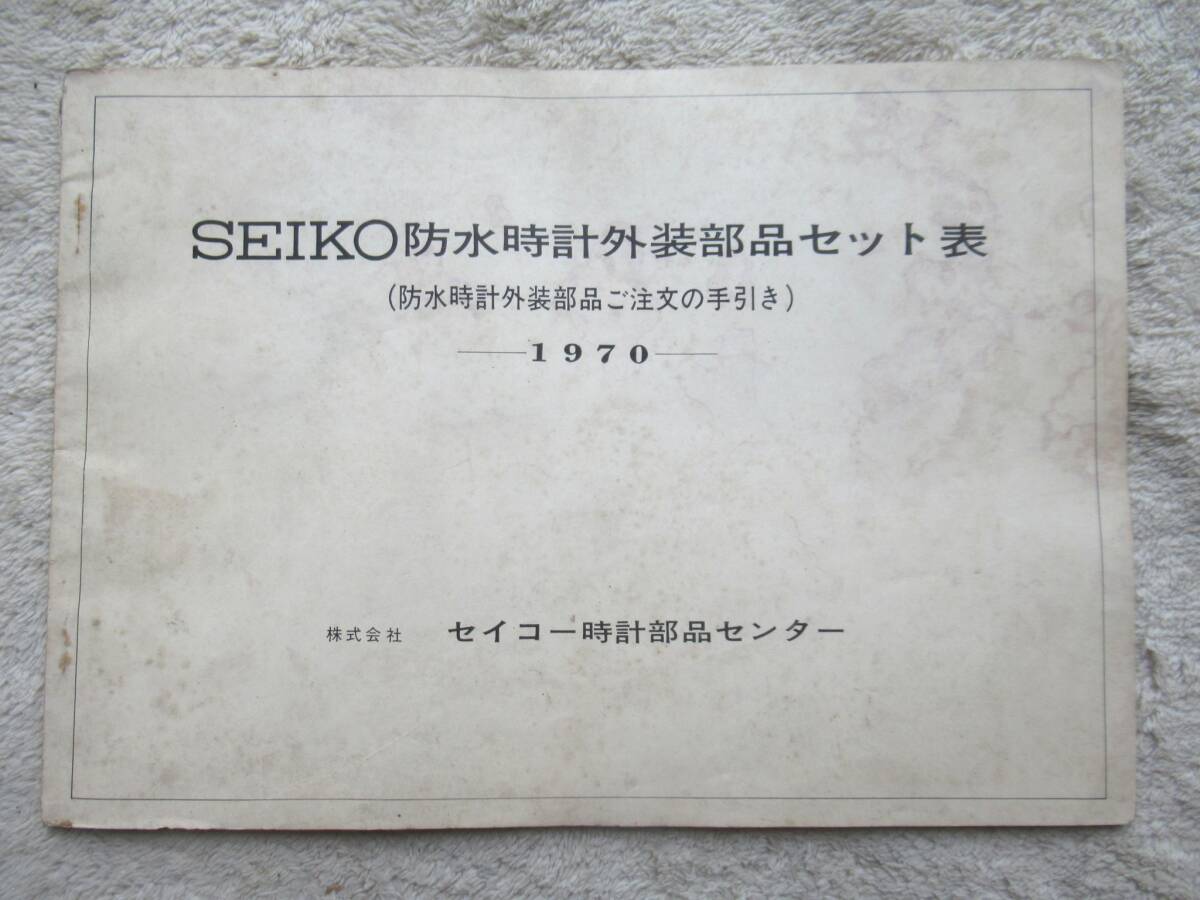 SEIKO防水時計外装部品セット表
(防水時計外装部品ご注文の手引き)
1970
株式会社 セイコー時計部品センター